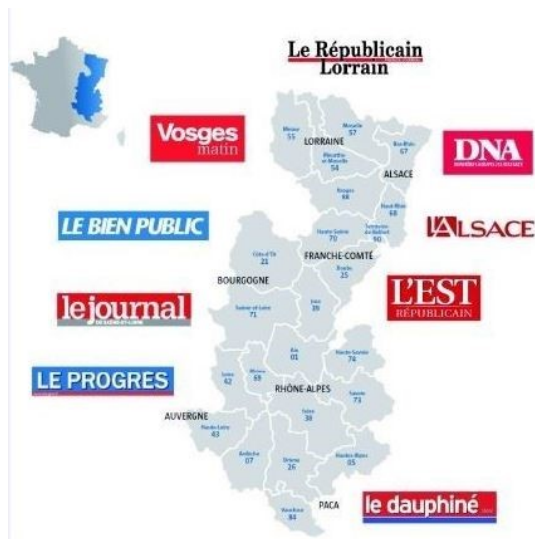 Le Républicain
Lorrain
Vosges
matin
Meuse
55
Moselle
57
LORRAINE
Bas-Rhin
67
Meurthe-
et-Moselle
54
DNA
ALSACE
Vosges
88
Haut-Rhin
68
LE BIEN PUBLIC
L'ALSACE
Haute-Saône
70
Territoire
de Belfort
90
Côte-d'Or
21
FRANCHE-COMTÉ
Doubs
25
BOURGOGNE
L'EST
RÉPUBLICAIN
le journal
DE SAÔNE-ET-LOIRE
Saône-et-Loire
71
Jura
39
Ain
01
Haute-Savoie
74
LE PROGRES
Loire
42
Rhône
69
RHÔNE-ALPES
Savoie
73
AUVERGNE
Isère
38
Haute-Loire
43
Ardèche
07
Drôme
26
Hautes-Alpes
05
PACA
le dauphiné
Vaucluse
84